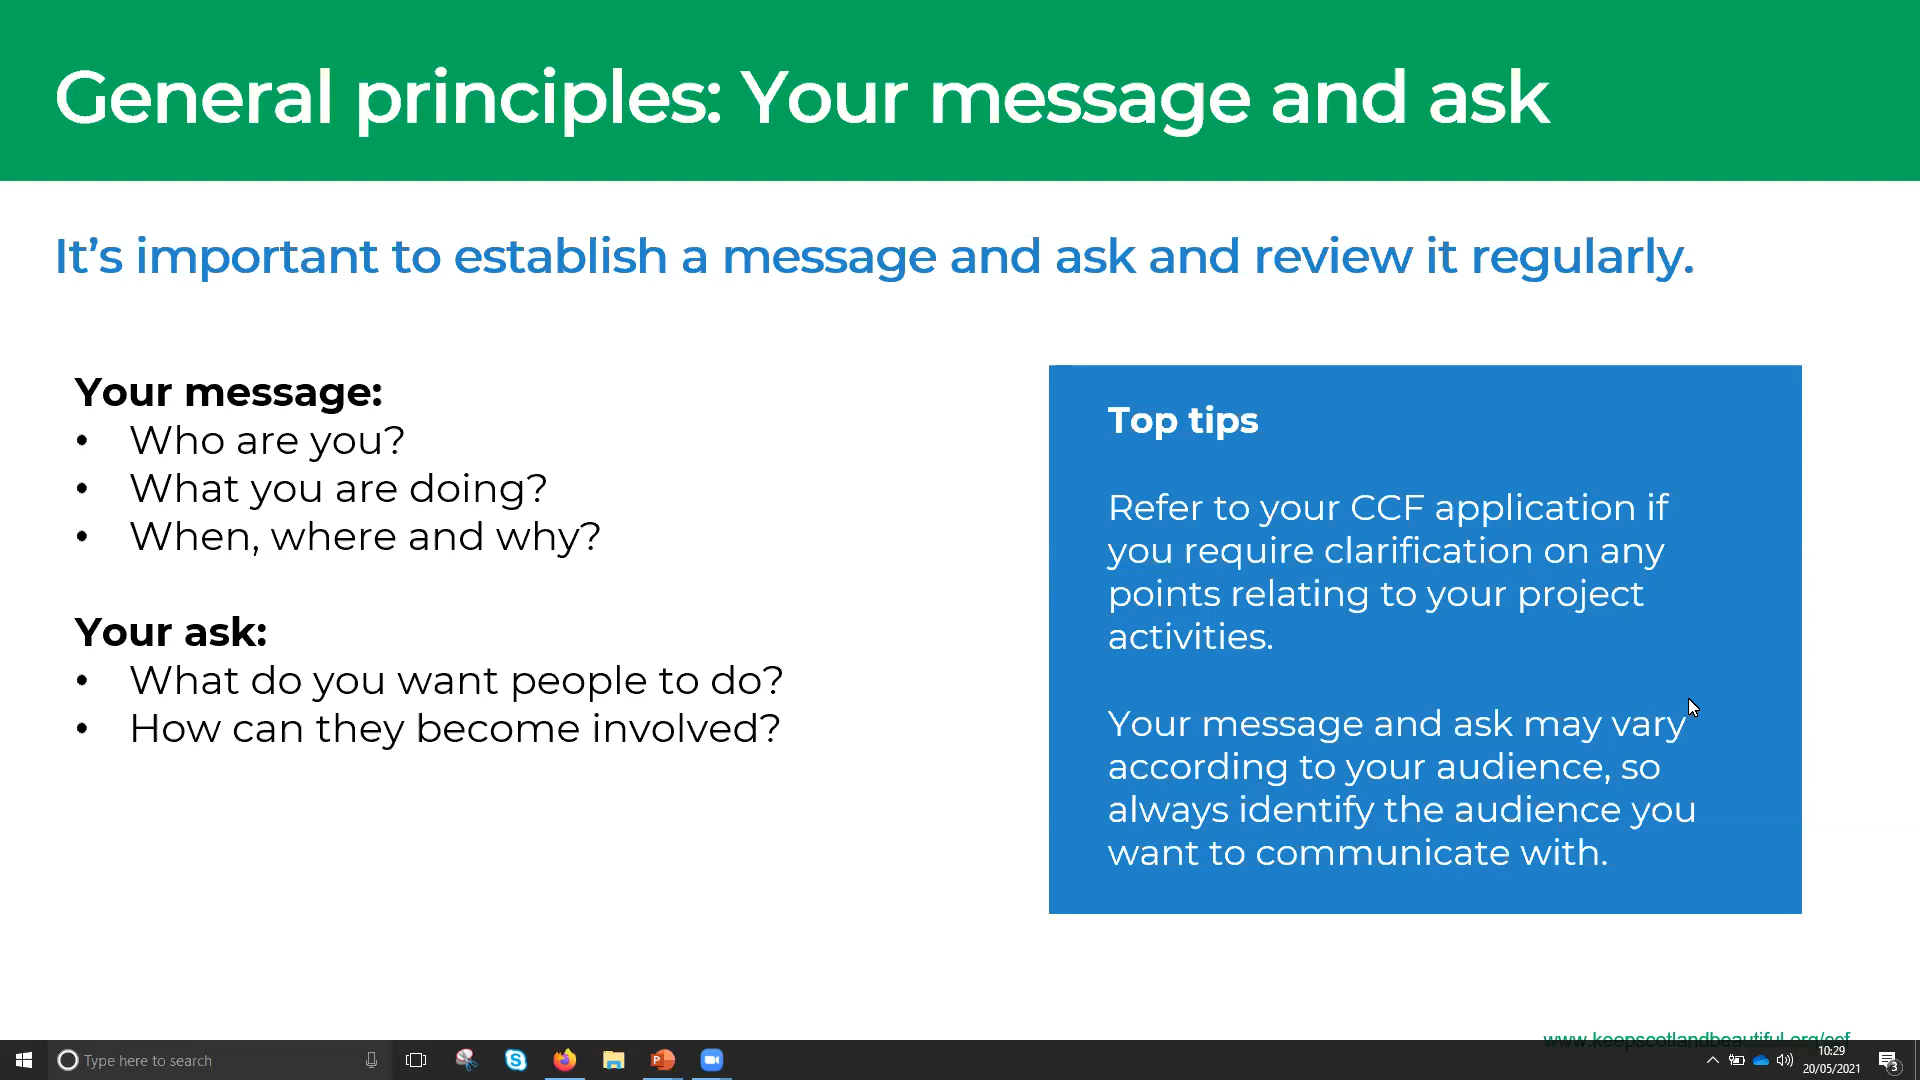 General principles: Your message and ask
It’s important to establish a message and ask and review it regularly.
Your message:
• Who are you?
• What you are doing?
• When, where and why?
Your ask:
• What do you want people to do?
• How can they become involved?
Top tips
Refer to your CCF application if
you require clarification on any
points relating to your project
activities.
Your message and ask may vary
according to your audience, so
always identify the audience you
want to communicate with.
www.keepscotlandbeautiful.org/ccf
Type here to search
10:29
20/05/2021
3